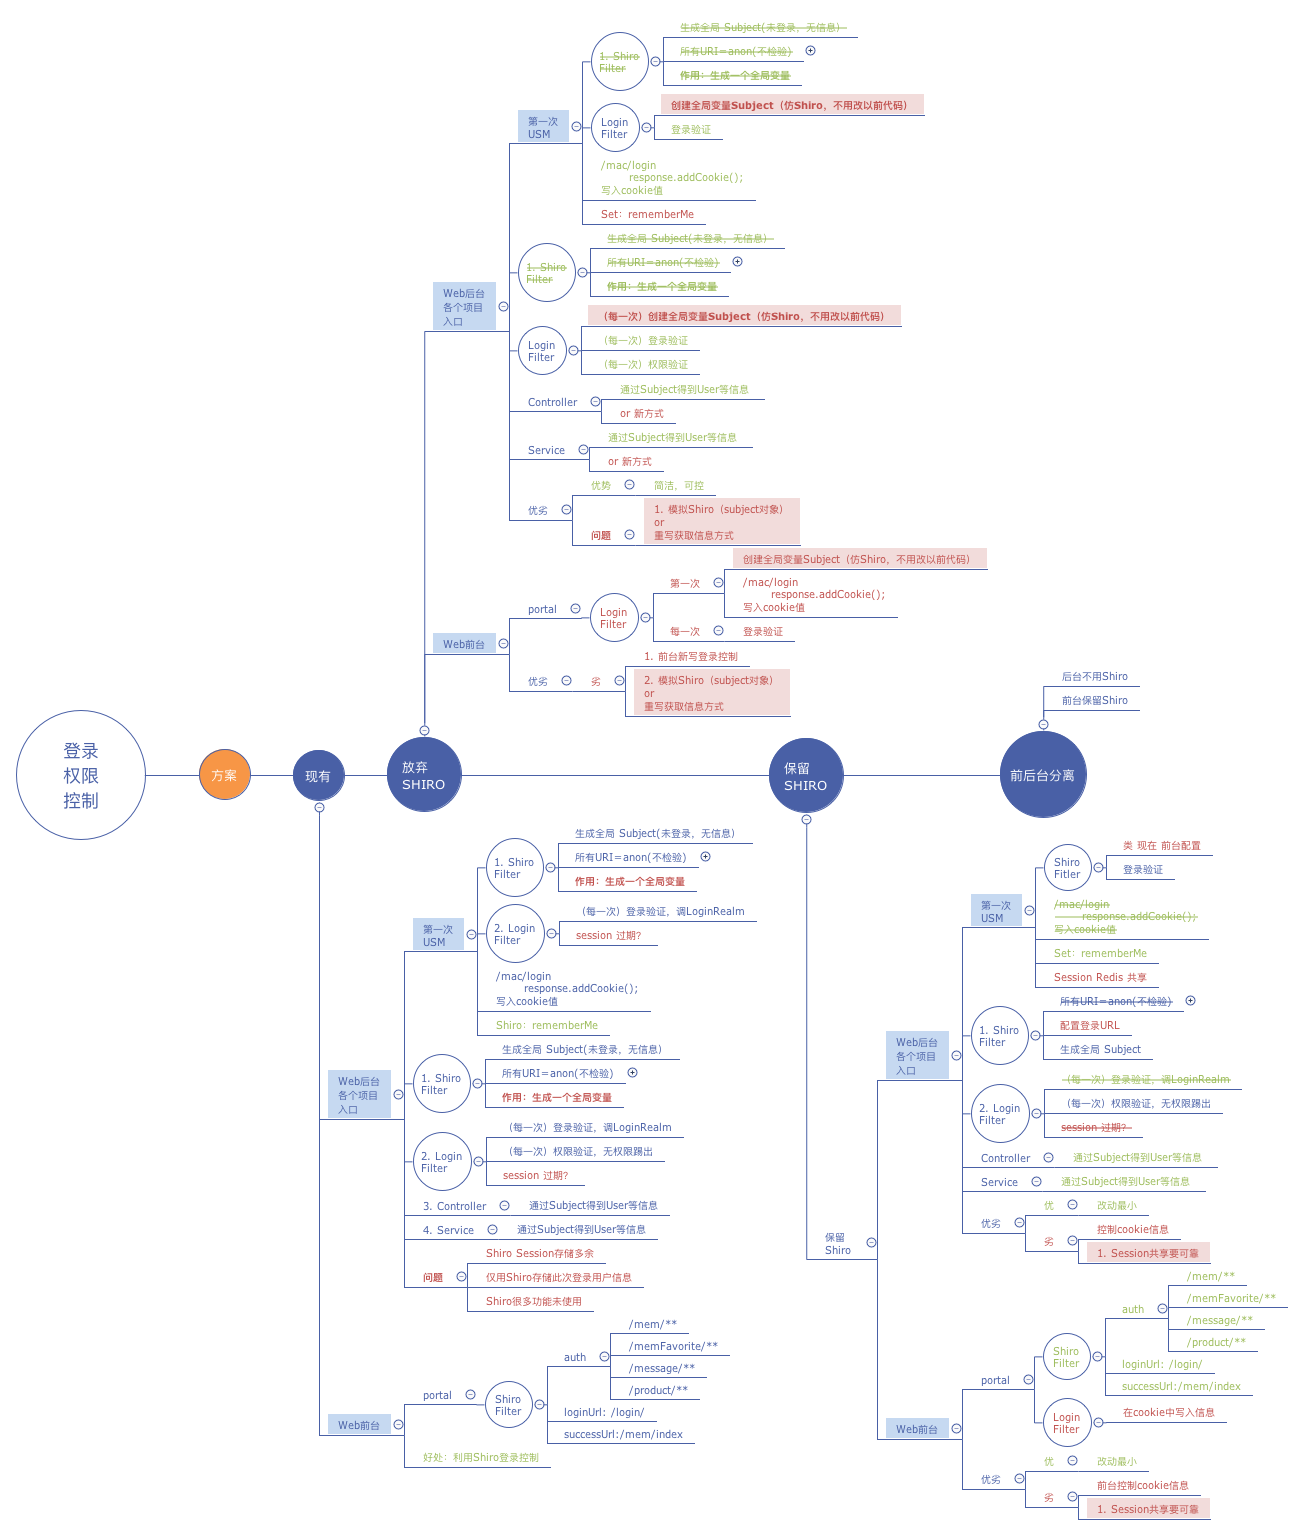 登录
权限
控制
方案
现有
放弃
SHIRO
保留
SHIRO
前后台分离
Web后台
各个项目
入口
第一次
USM
1. Shiro
Filter
生成全局 Subject(未登录，无信息)
所有URI＝anon(不检验)
作用：生成一个全局变量
Login
Filter
创建全局变量Subject（仿Shiro，不用改以前代码）
登录验证
/mac/login
response.addCookie();
写入cookie值
Set：rememberMe
1. Shiro
Filter
生成全局 Subject(未登录，无信息)
所有URI＝anon(不检验)
作用：生成一个全局变量
Login
Filter
（每一次）创建全局变量Subject（仿Shiro，不用改以前代码）
（每一次）登录验证
（每一次）权限验证
Controller
通过Subject得到User等信息
or 新方式
Service
通过Subject得到User等信息
or 新方式
优劣
优势
简洁，可控
问题
1. 模拟Shiro（subject对象）
or
重写获取信息方式
Web前台
portal
Login
Filter
第一次
创建全局变量Subject（仿Shiro，不用改以前代码）
/mac/login
response.addCookie();
写入cookie值
每一次
登录验证
优劣
劣
1. 前台新写登录控制
2. 模拟Shiro（subject对象）
or
重写获取信息方式
后台不用Shiro
前台保留Shiro
Web后台
各个项目
入口
第一次
USM
1. Shiro
Filter
生成全局 Subject(未登录，无信息)
所有URI＝anon(不检验)
作用：生成一个全局变量
2. Login
Filter
（每一次）登录验证，调LoginRealm
session 过期？
/mac/login
response.addCookie();
写入cookie值
Shiro：rememberMe
1. Shiro
Filter
生成全局 Subject(未登录，无信息)
所有URI＝anon(不检验)
作用：生成一个全局变量
2. Login
Filter
（每一次）登录验证，调LoginRealm
（每一次）权限验证，无权限踢出
session 过期？
3. Controller
通过Subject得到User等信息
4. Service
通过Subject得到User等信息
问题
Shiro Session存储多余
仅用Shiro存储此次登录用户信息
Shiro很多功能未使用
Web前台
portal
Shiro
Filter
auth
/mem/**
/memFavorite/**
/message/**
/product/**
loginUrl: /login/
successUrl:/mem/index
好处：利用Shiro登录控制
保留
Shiro
Web后台
各个项目
入口
第一次
USM
Shiro
Fitler
类 现在 前台配置
登录验证
/mac/login
response.addCookie();
写入cookie值
Set：rememberMe
Session Redis 共享
1. Shiro
Filter
所有URI＝anon(不检验)
配置登录URL
生成全局 Subject
2. Login
Filter
（每一次）登录验证，调LoginRealm
（每一次）权限验证，无权限踢出
session 过期？
Controller
通过Subject得到User等信息
Service
通过Subject得到User等信息
优劣
优
改动最小
劣
控制cookie信息
1. Session共享要可靠
Web前台
portal
Shiro
Filter
auth
/mem/**
/memFavorite/**
/message/**
/product/**
loginUrl: /login/
successUrl:/mem/index
Login
Filter
在cookie中写入信息
优劣
优
改动最小
劣
前台控制cookie信息
1. Session共享要可靠